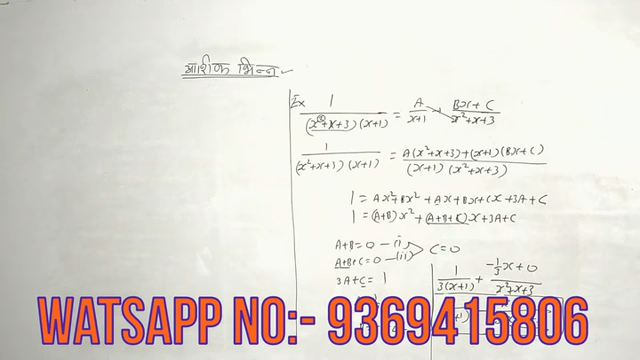 आंशिक भिन्न
Ex 1/((x²+x+3)(x+1)) = A/(x+1) + (Bx+C)/(x²+x+3)
1/((x²+x+3)(x+1)) = (A(x²+x+3)+(x+1)(Bx+C))/((x+1)(x²+x+3))
1 = Ax²+Bx²+Ax+Bx+Cx+3A+C
1 = (A+B)x²+(A+B+C)x+3A+C
A+B=0 —(i)
A+B+C=0 —(ii)
C=0
3A+C=1
1/(3(x+1)) + (-1/3x+0)/(x²+x+3)
WATSAPP NO:- 9369415806